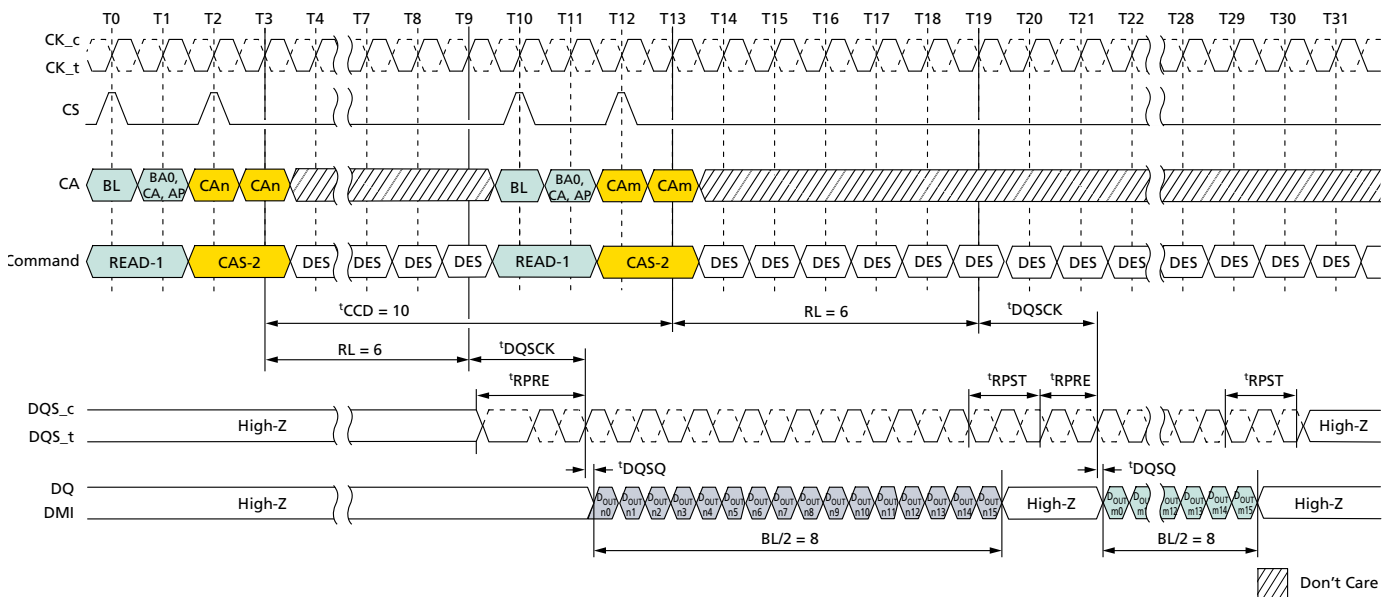 T0 T1 T2 T3 T4 T7 T8 T9 T10 T11 T12 T13 T14 T15 T16 T17 T18 T19 T20 T21 T22 T28 T29 T30 T31
CK_c
CK_t
CS
CA BL BA0, CA, AP CAn CAn BL BA0, CA, AP CAm CAm
Command READ-1 CAS-2 DES DES DES DES READ-1 CAS-2 DES DES DES DES DES DES DES DES DES DES DES DES DES
tCCD = 10 RL = 6 tDQSCK
RL = 6 tDQSCK
tRPRE tRPST tRPRE tRPST
DQS_c
DQS_t High-Z High-Z
tDQSQ tDQSQ
DQ
DMI High-Z DOUT n0 DOUT n1 DOUT n2 DOUT n3 DOUT n4 DOUT n5 DOUT n6 DOUT n7 DOUT n8 DOUT n9 DOUT n10 DOUT n11 DOUT n12 DOUT n13 DOUT n14 DOUT n15 High-Z DOUT m0 DOUT m12 DOUT m13 DOUT m14 DOUT m15 High-Z
BL/2 = 8 BL/2 = 8
Don't Care